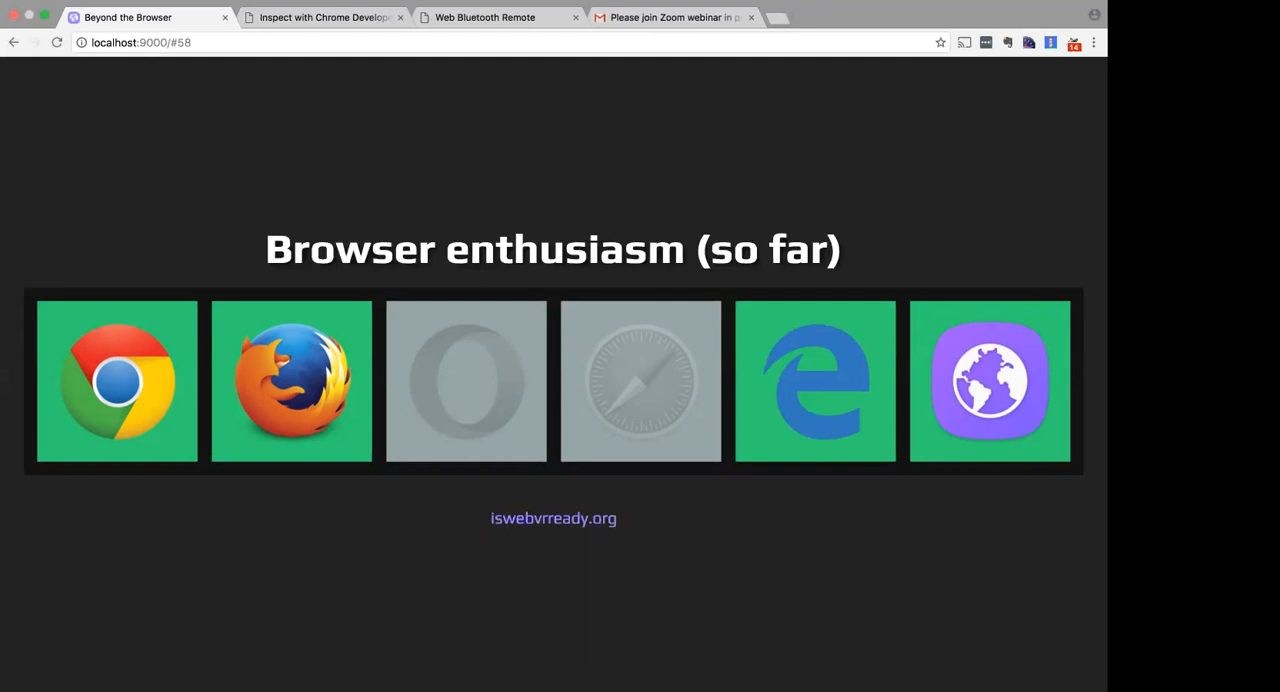 Beyond the Browser
Inspect with Chrome Develop
Web Bluetooth Remote
Please join Zoom webinar in p
localhost:9000/#58
14
Browser enthusiasm (so far)
iswebvrready.org